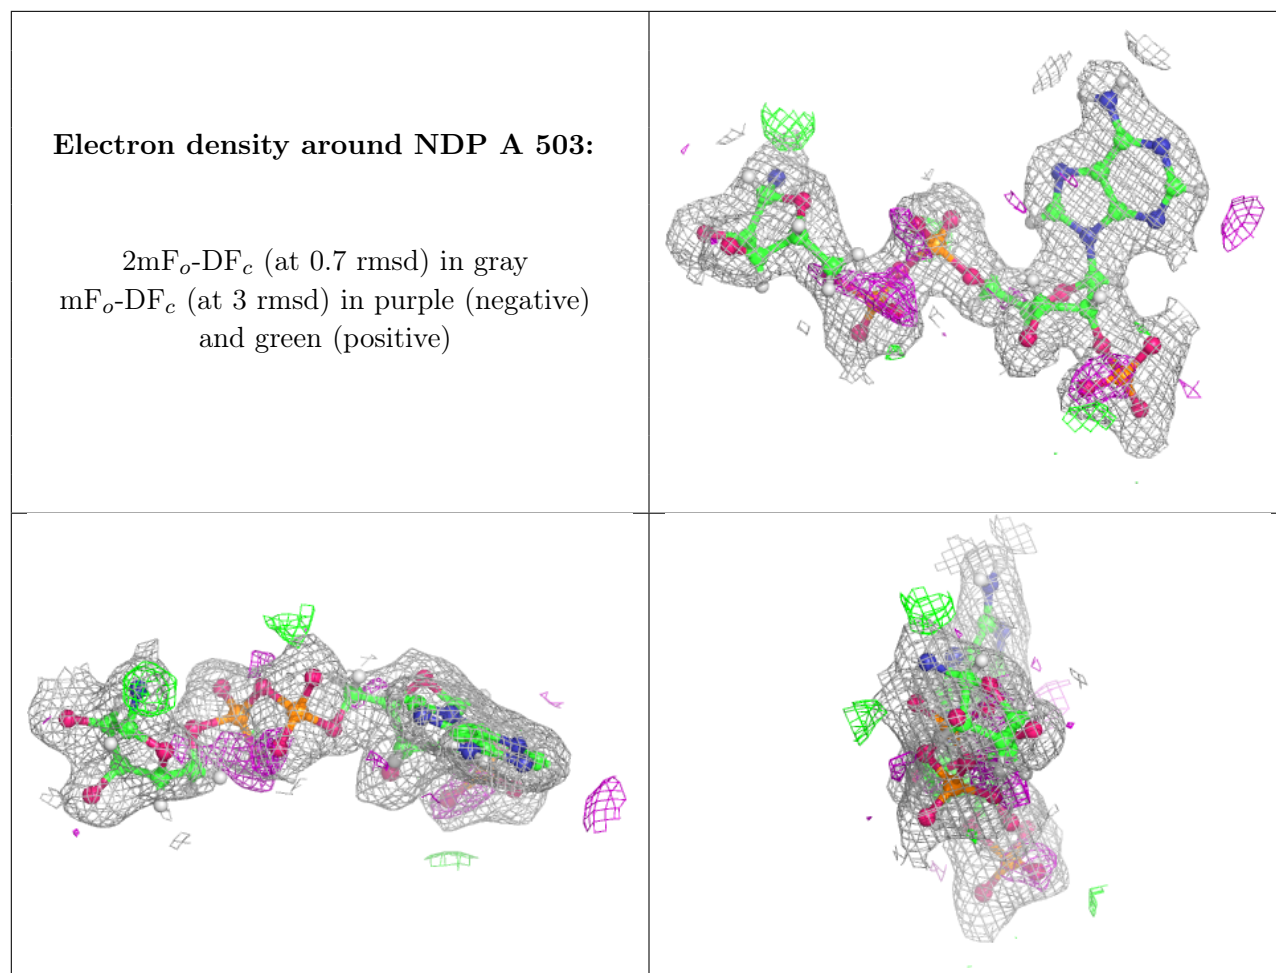 Electron density around NDP A 503:
2mFo-DFc (at 0.7 rmsd) in gray
mFo-DFc (at 3 rmsd) in purple (negative)
and green (positive)